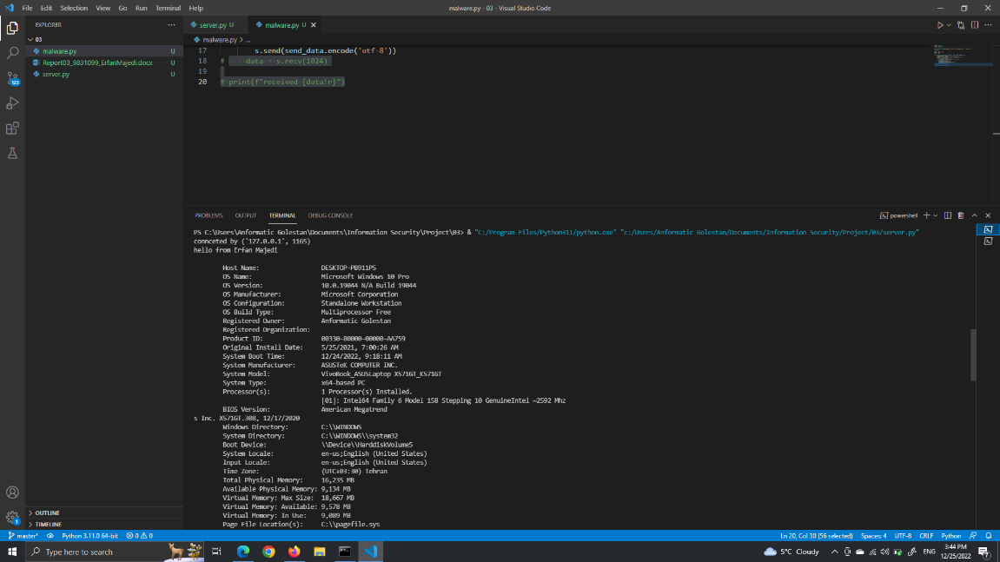 File Edit Selection View Go Run Terminal Help
malware.py - 03 - Visual Studio Code
EXPLORER
server.py U
malware.py U
03
malware.py > ...
malware.py U
Report03_9831099_ErfanMajedi.docx U
server.py U
17 s.send(send_data.encode('utf-8'))
18 # data = s.recv(1024)
19
20 # print(f"received {data!r}")
123
PROBLEMS OUTPUT TERMINAL DEBUG CONSOLE
powershell
PS C:\Users\Anformatic Golestan\Documents\Information Security\Project\03> & "C:/Program Files/Python311/python.exe" "c:/Users/Anformatic Golestan/Documents/Information Security/Project/03/server.py"
connceted by ('127.0.0.1', 1165)
hello from Erfan Majedi
Host Name: DESKTOP-PB911P5
OS Name: Microsoft Windows 10 Pro
OS Version: 10.0.19044 N/A Build 19044
OS Manufacturer: Microsoft Corporation
OS Configuration: Standalone Workstation
OS Build Type: Multiprocessor Free
Registered Owner: Anformatic Golestan
Registered Organization:
Product ID: 00330-80000-00000-AA759
Original Install Date: 5/25/2021, 7:00:26 AM
System Boot Time: 12/24/2022, 9:18:11 AM
System Manufacturer: ASUSTeK COMPUTER INC.
System Model: VivoBook_ASUSLaptop X571GT_K571GT
System Type: x64-based PC
Processor(s): 1 Processor(s) Installed.
[01]: Intel64 Family 6 Model 158 Stepping 10 GenuineIntel ~2592 Mhz
BIOS Version: American Megatrend
s Inc. X571GT.308, 12/17/2020
Windows Directory: C:\\WINDOWS
System Directory: C:\\WINDOWS\\system32
Boot Device: \\Device\\HarddiskVolume5
System Locale: en-us;English (United States)
Input Locale: en-us;English (United States)
Time Zone: (UTC+03:30) Tehran
Total Physical Memory: 16,235 MB
Available Physical Memory: 9,134 MB
Virtual Memory: Max Size: 18,667 MB
Virtual Memory: Available: 9,578 MB
Virtual Memory: In Use: 9,089 MB
Page File Location(s): C:\\pagefile.sys
OUTLINE
TIMELINE
1
master* Python 3.11.0 64-bit 0 0
Ln 20, Col 30 (56 selected) Spaces: 4 UTF-8 CRLF Python
Type here to search
5°C Cloudy
ENG
3:44 PM
12/25/2022
7